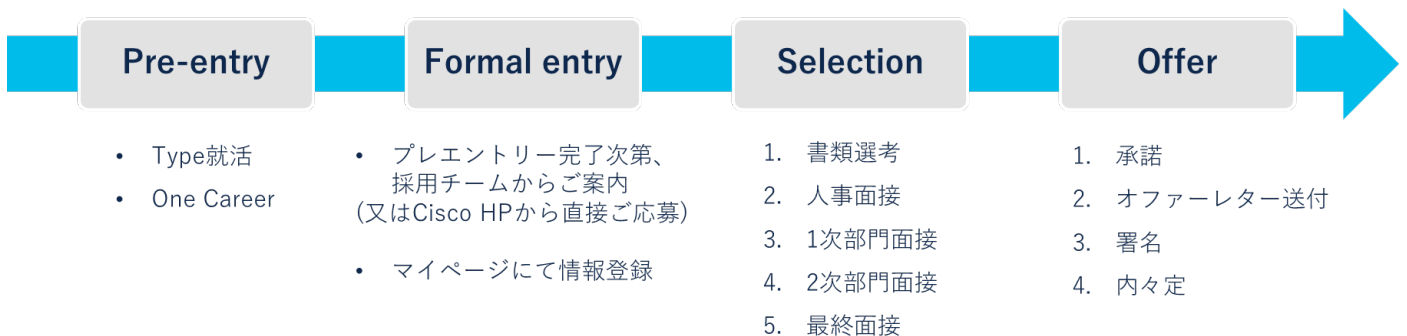 Pre-entry
Formal entry
Selection
Offer
• Type就活
• One Career
• プレエントリー完了次第、
採用チームからご案内
(又はCisco HPから直接ご応募)
• マイページにて情報登録
1. 書類選考
2. 人事面接
3. 1次部門面接
4. 2次部門面接
5. 最終面接
1. 承諾
2. オファーレター送付
3. 署名
4. 内々定